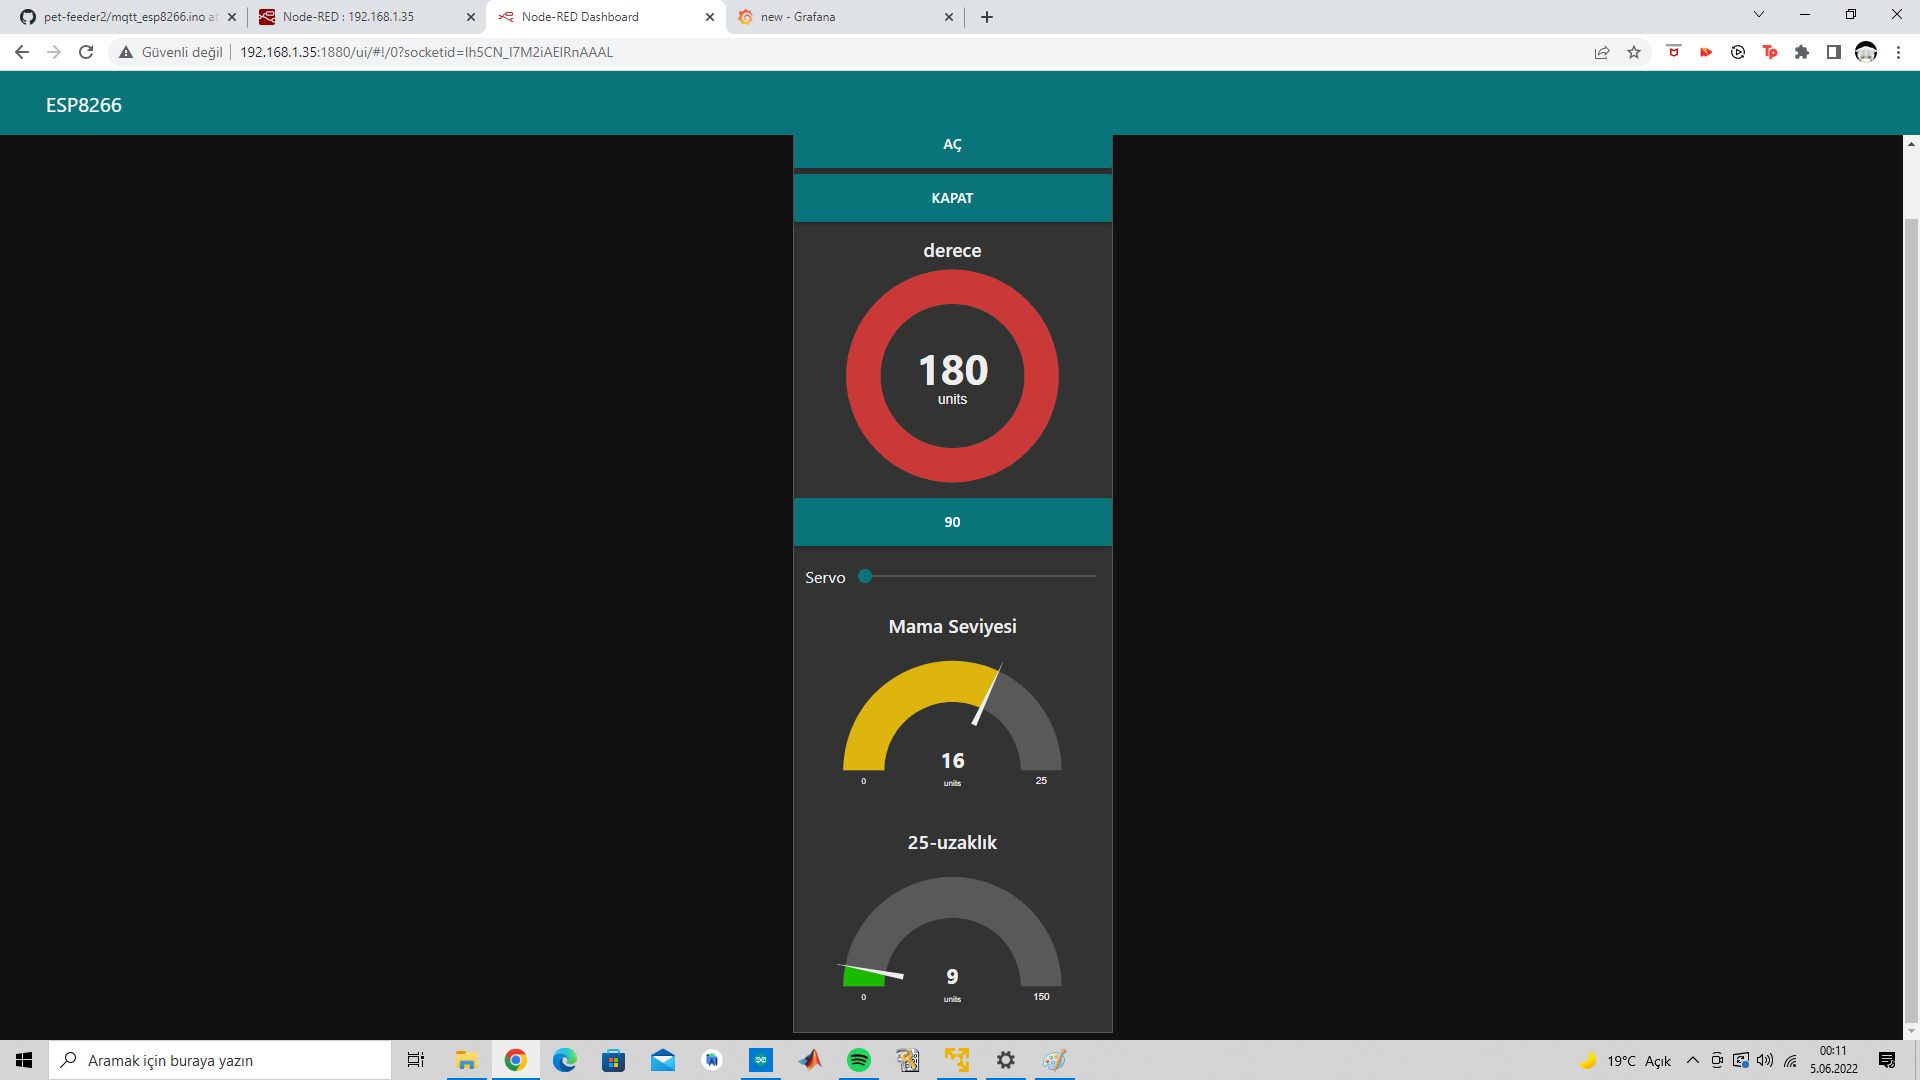 pet-feeder2/mqtt_esp8266.ino at
Node-RED : 192.168.1.35
Node-RED Dashboard
new - Grafana
Güvenli değil
192.168.1.35:1880/ui/#!/0?socketid=Ih5CN_I7M2iAEIRnAAAL
Tp
ESP8266
AÇ
KAPAT
derece
180
units
90
Servo
Mama Seviyesi
16
units
0
25
25-uzaklık
9
units
0
150
Aramak için buraya yazın
19°C Açık
00:11
5.06.2022